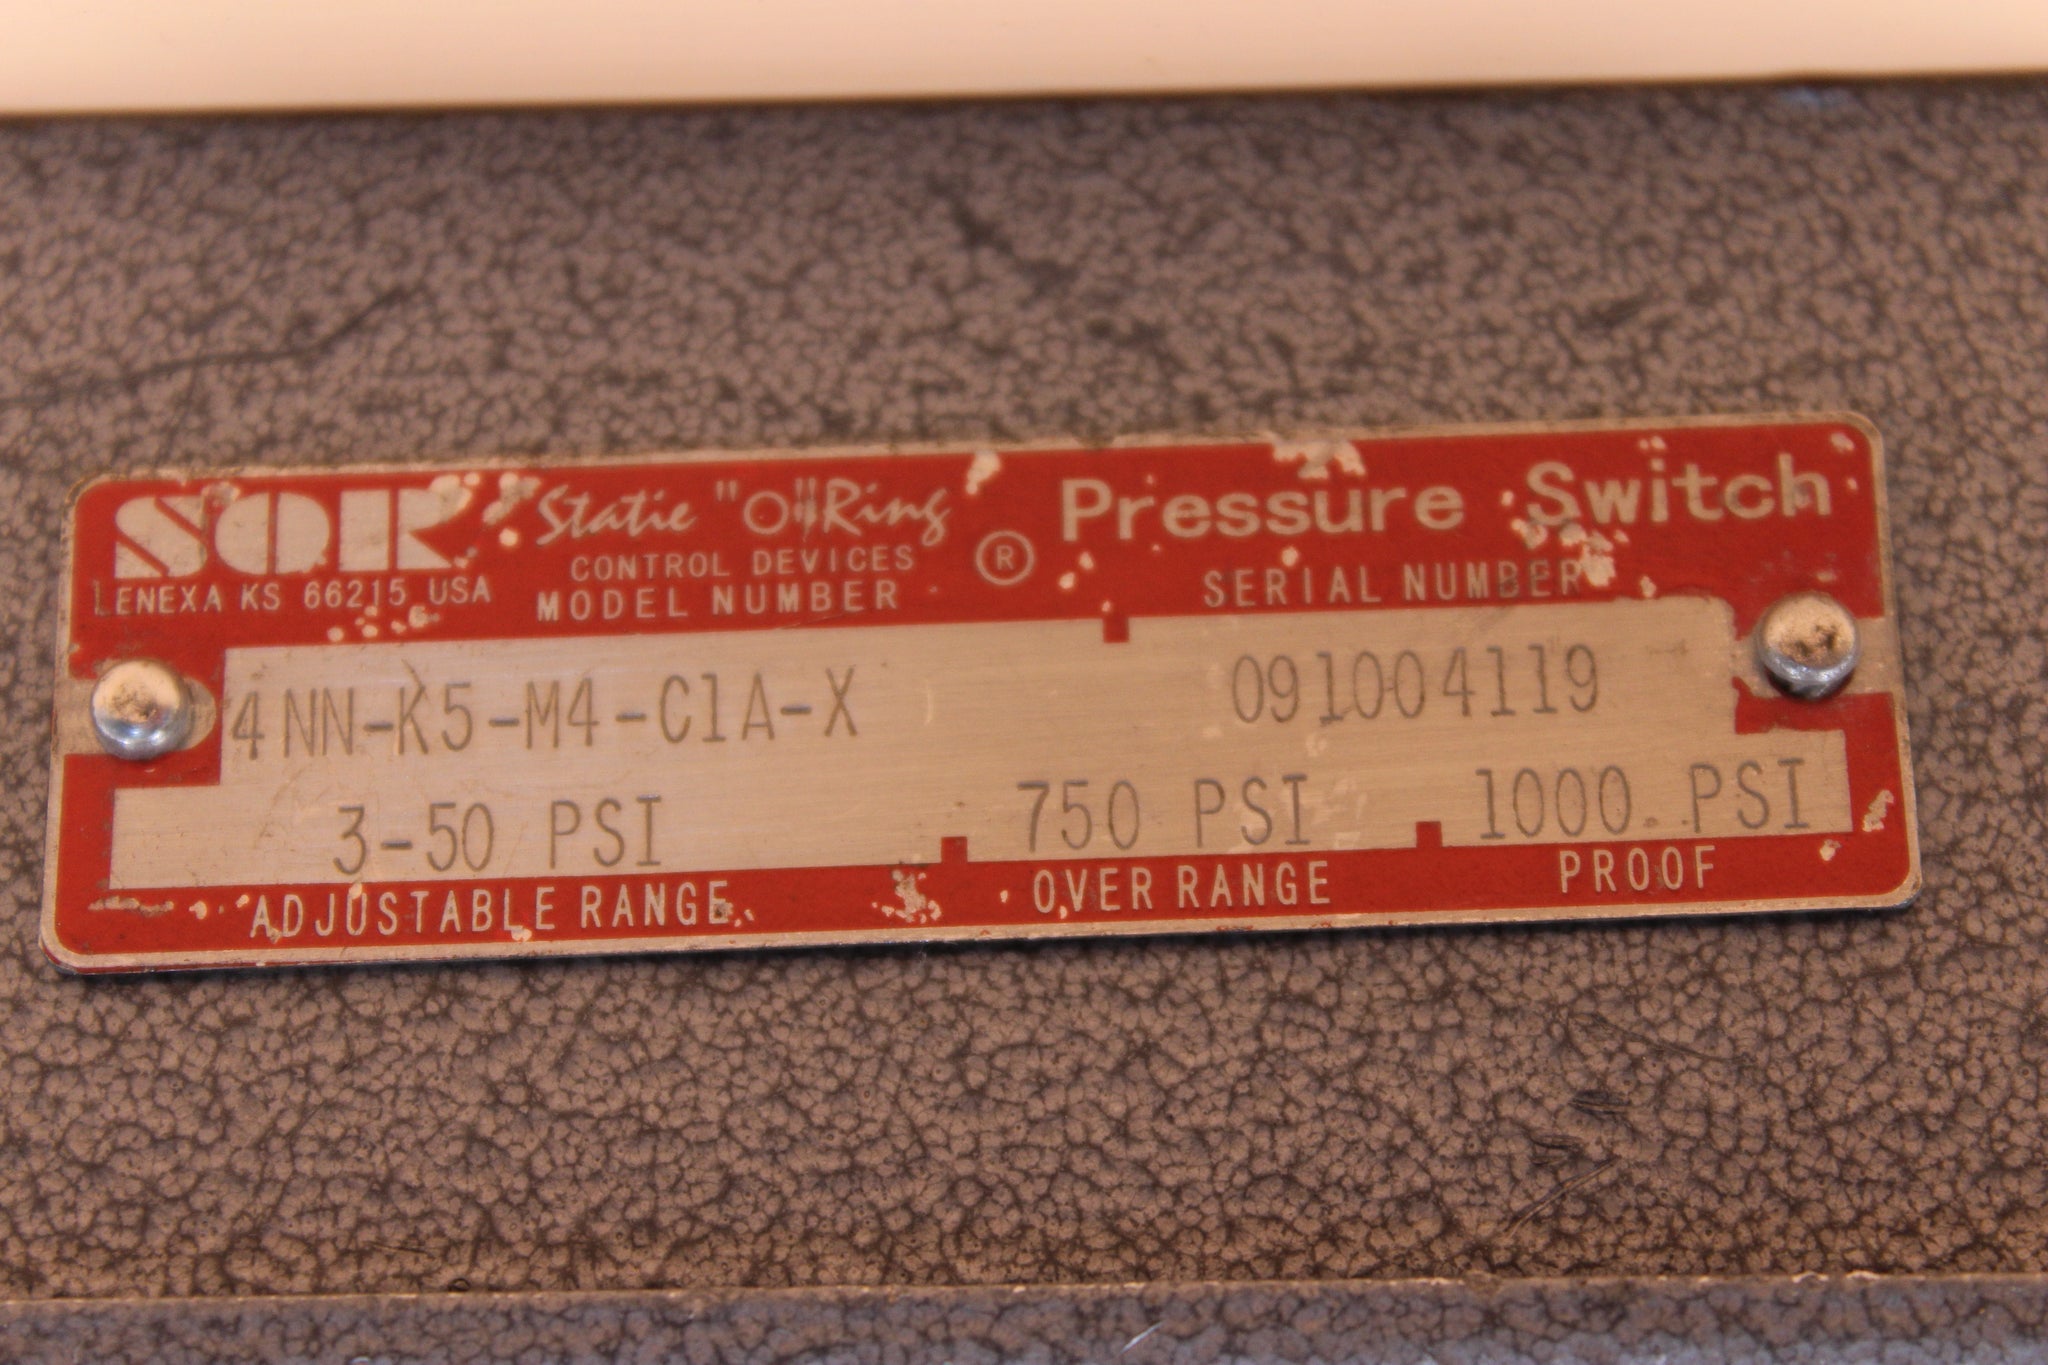 SOR Static "O" Ring ® Pressure Switch
LENEXA KS 66215 USA CONTROL DEVICES
MODEL NUMBER SERIAL NUMBER
4NN-K5-M4-C1A-X 091004119
3-50 PSI 750 PSI 1000 PSI
ADJUSTABLE RANGE OVER RANGE PROOF